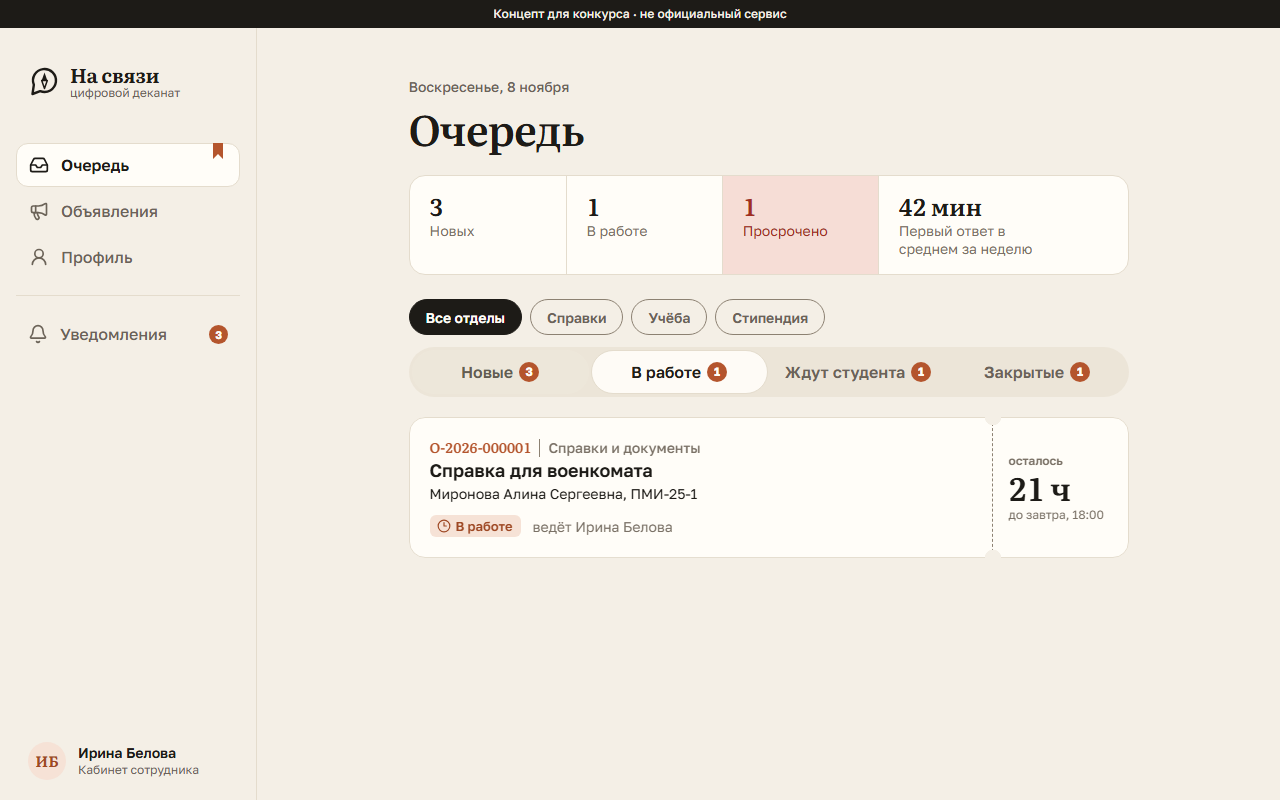 Концепт для конкурса · не официальный сервис
На связи
цифровой деканат
Очередь
Объявления
Профиль
Уведомления 3
ИБ
Ирина Белова
Кабинет сотрудника
Воскресенье, 8 ноября
Очередь
3
Новых
1
В работе
1
Просрочено
42 мин
Первый ответ в
среднем за неделю
Все отделы Справки Учёба Стипендия
Новые 3 В работе 1 Ждут студента 1 Закрытые 1
О-2026-000001 Справки и документы
Справка для военкомата
Миронова Алина Сергеевна, ПМИ-25-1
В работе ведёт Ирина Белова
осталось
21 ч
до завтра, 18:00